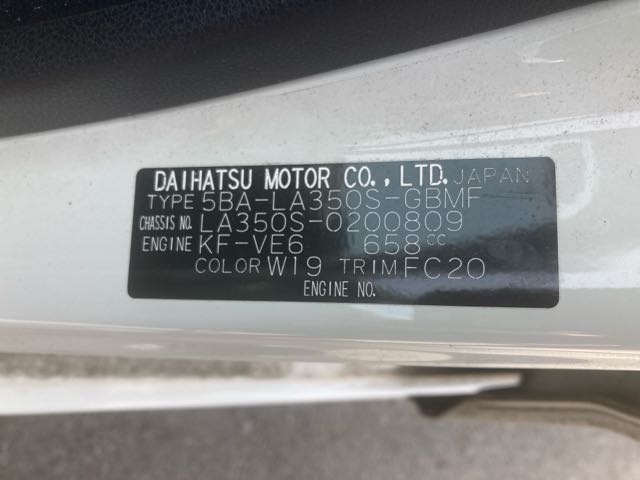 DAIHATSU MOTOR CO., LTD. JAPAN
TYPE 5BA-LA350S-GBMF
CHASSIS NO. LA350S-0200809
ENGINE KF-VE6 658CC
COLOR W19 TRIM FC20
ENGINE NO.